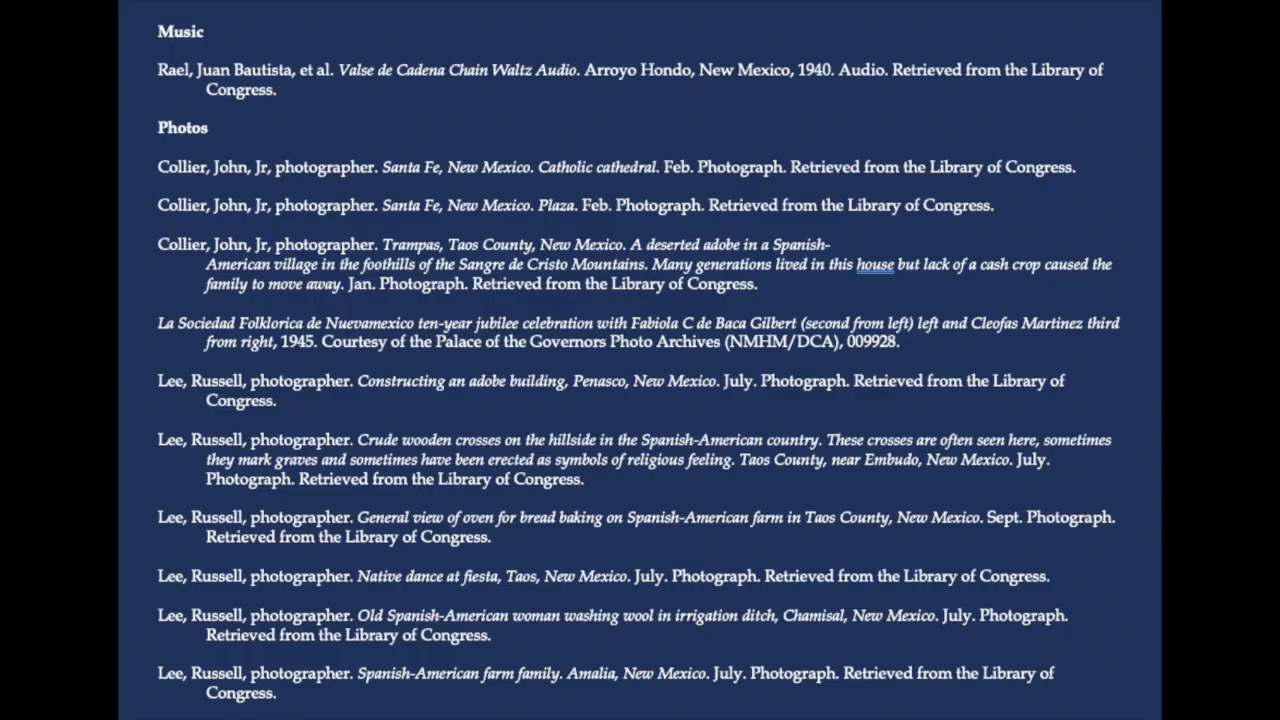 Music
Rael, Juan Bautista, et al. Valse de Cadena Chain Waltz Audio. Arroyo Hondo, New Mexico, 1940. Audio. Retrieved from the Library of
Congress.
Photos
Collier, John, Jr, photographer. Santa Fe, New Mexico. Catholic cathedral. Feb. Photograph. Retrieved from the Library of Congress.
Collier, John, Jr, photographer. Santa Fe, New Mexico. Plaza. Feb. Photograph. Retrieved from the Library of Congress.
Collier, John, Jr, photographer. Trampas, Taos County, New Mexico. A deserted adobe in a Spanish-
American village in the foothills of the Sangre de Cristo Mountains. Many generations lived in this house but lack of a cash crop caused the
family to move away. Jan. Photograph. Retrieved from the Library of Congress.
La Sociedad Folklorica de Nuevamexico ten-year jubilee celebration with Fabiola C de Baca Gilbert (second from left) left and Cleofas Martinez third
from right, 1945. Courtesy of the Palace of the Governors Photo Archives (NMHM/DCA), 009928.
Lee, Russell, photographer. Constructing an adobe building, Penasco, New Mexico. July. Photograph. Retrieved from the Library of
Congress.
Lee, Russell, photographer. Crude wooden crosses on the hillside in the Spanish-American country. These crosses are often seen here, sometimes
they mark graves and sometimes have been erected as symbols of religious feeling. Taos County, near Embudo, New Mexico. July.
Photograph. Retrieved from the Library of Congress.
Lee, Russell, photographer. General view of oven for bread baking on Spanish-American farm in Taos County, New Mexico. Sept. Photograph.
Retrieved from the Library of Congress.
Lee, Russell, photographer. Native dance at fiesta, Taos, New Mexico. July. Photograph. Retrieved from the Library of Congress.
Lee, Russell, photographer. Old Spanish-American woman washing wool in irrigation ditch, Chamisal, New Mexico. July. Photograph.
Retrieved from the Library of Congress.
Lee, Russell, photographer. Spanish-American farm family. Amalia, New Mexico. July. Photograph. Retrieved from the Library of
Congress.